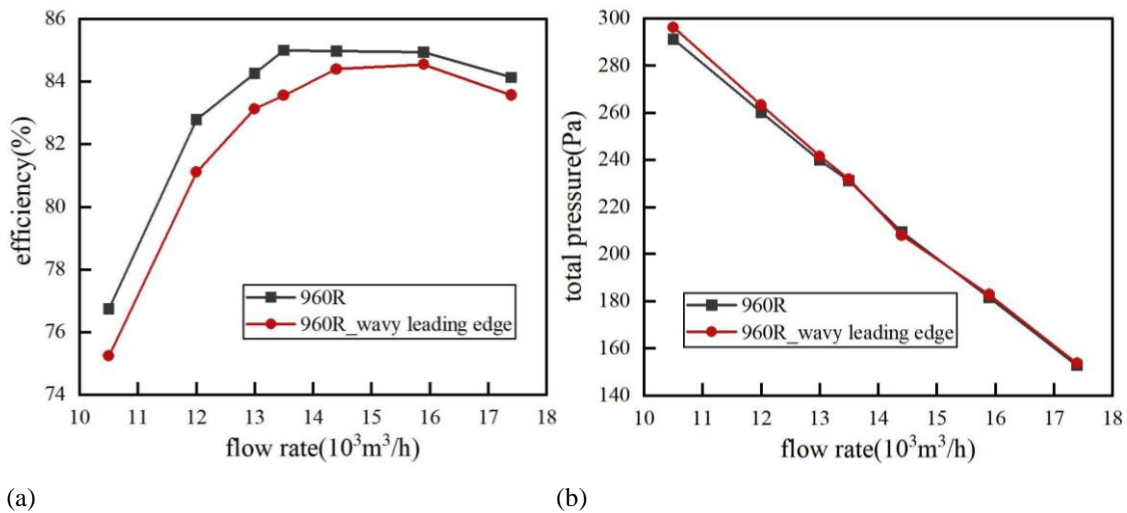 86
84
82
80
78
76
74
efficiency(%)
960R
960R_wavy leading edge
10 11 12 13 14 15 16 17 18
flow rate(10³m³/h)
(a)
300
280
260
240
220
200
180
160
140
total pressure(Pa)
960R
960R_wavy leading edge
10 11 12 13 14 15 16 17 18
flow rate(10³m³/h)
(b)